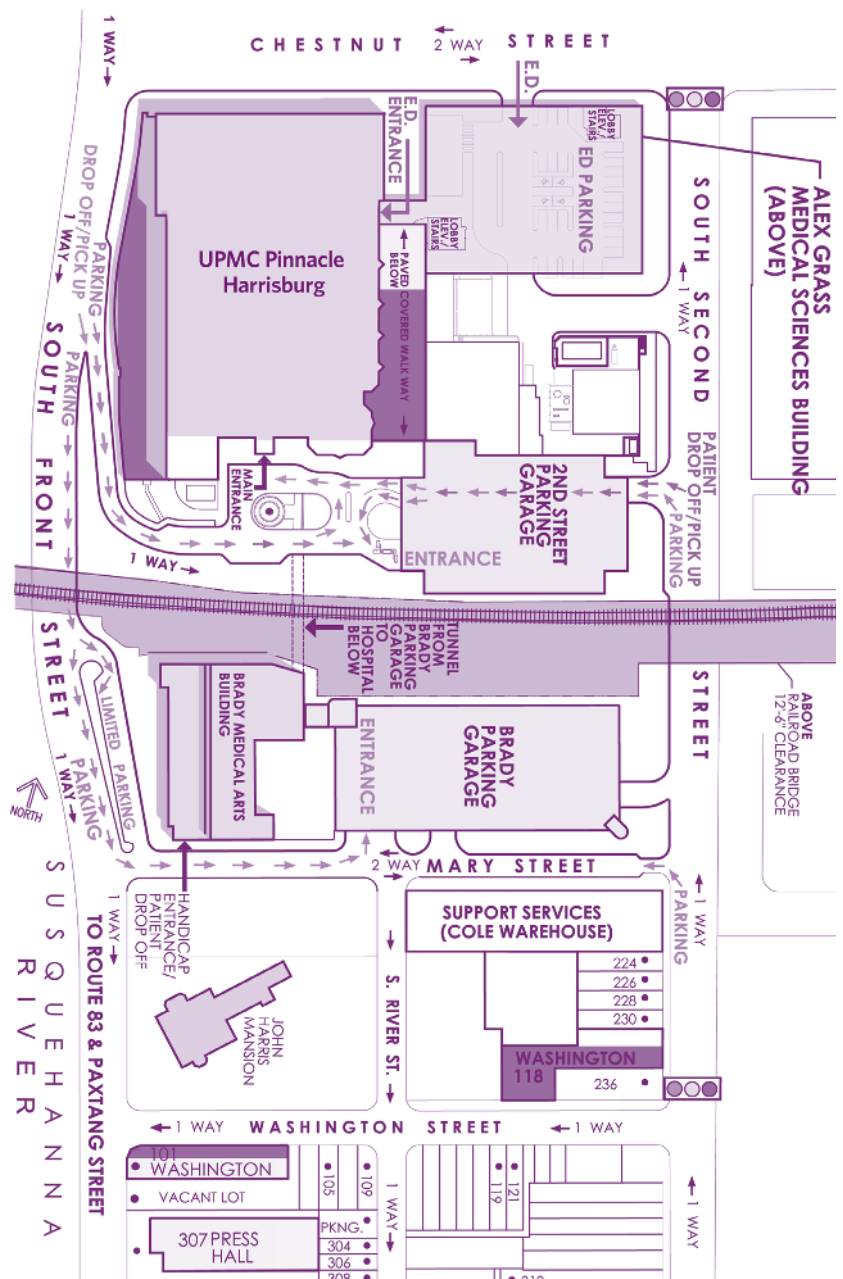 CHESTNUT
2 WAY
STREET
1 WAY
E.D.
E.D.
ENTRANCE
LOBBY
ELEV./
STAIRS
ED PARKING
LOBBY
ELEV./
STAIRS
ALEX GRASS
MEDICAL SCIENCES BUILDING
(ABOVE)
DROP OFF/PICK UP
PARKING
1 WAY
UPMC Pinnacle
Harrisburg
PAVED COVERED WALK WAY
BELOW
SOUTH SECOND
STREET
1 WAY
SOUTH FRONT
STREET
PARKING
PATIENT
DROP OFF/PICK UP
PARKING
MAIN
ENTRANCE
2ND STREET
PARKING
GARAGE
ENTRANCE
1 WAY
TUNNEL
FROM
BRADY
PARKING
GARAGE
TO
HOSPITAL
BELOW
ABOVE
RAILROAD BRIDGE
12'-6" CLEARANCE
BRADY MEDICAL ARTS
BUILDING
ENTRANCE
BRADY
PARKING
GARAGE
LIMITED PARKING
1 WAY
PARKING
NORTH
2 WAY
MARY STREET
1 WAY
PARKING
SUSQUEHANNA
RIVER
1 WAY
TO ROUTE 83 & PAXTANG STREET
HANDICAP
ENTRANCE/
PATIENT
DROP OFF
SUPPORT SERVICES
(COLE WAREHOUSE)
224
226
228
230
S. RIVER ST.
JOHN
HARRIS
MANSION
WASHINGTON
118
236
1 WAY
WASHINGTON STREET
1 WAY
101
WASHINGTON
VACANT LOT
105
109
119
121
1 WAY
1 WAY
307 PRESS
HALL
PKNG.
304
306
308